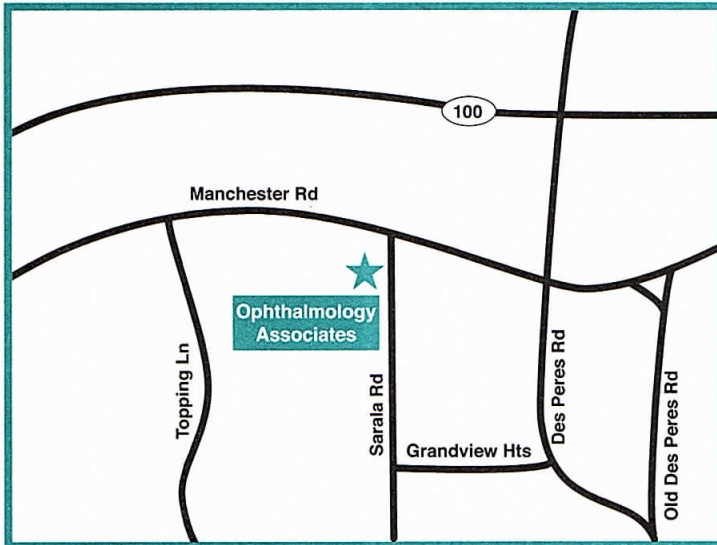 100
Manchester Rd
Ophthalmology
Associates
Topping Ln
Sarala Rd
Des Peres Rd
Grandview Hts
Old Des Peres Rd